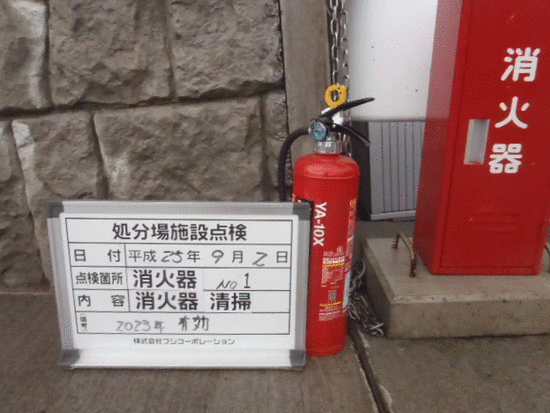 処分場施設点検
日付 平成25年9月2日
点検箇所 消火器 No 1
内容 消火器 清掃
備考 2023年 有効
株式会社フジコーポレーション
YA-10X
消火器